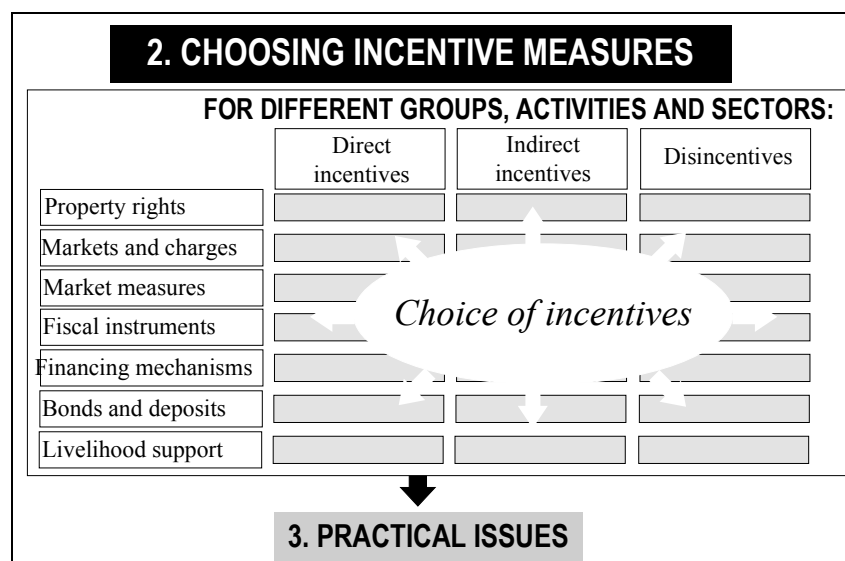 2. CHOOSING INCENTIVE MEASURES
FOR DIFFERENT GROUPS, ACTIVITIES AND SECTORS:
Direct
incentives
Indirect
incentives
Disincentives
Property rights
Markets and charges
Market measures
Fiscal instruments
Financing mechanisms
Bonds and deposits
Livelihood support
Choice of incentives
3. PRACTICAL ISSUES